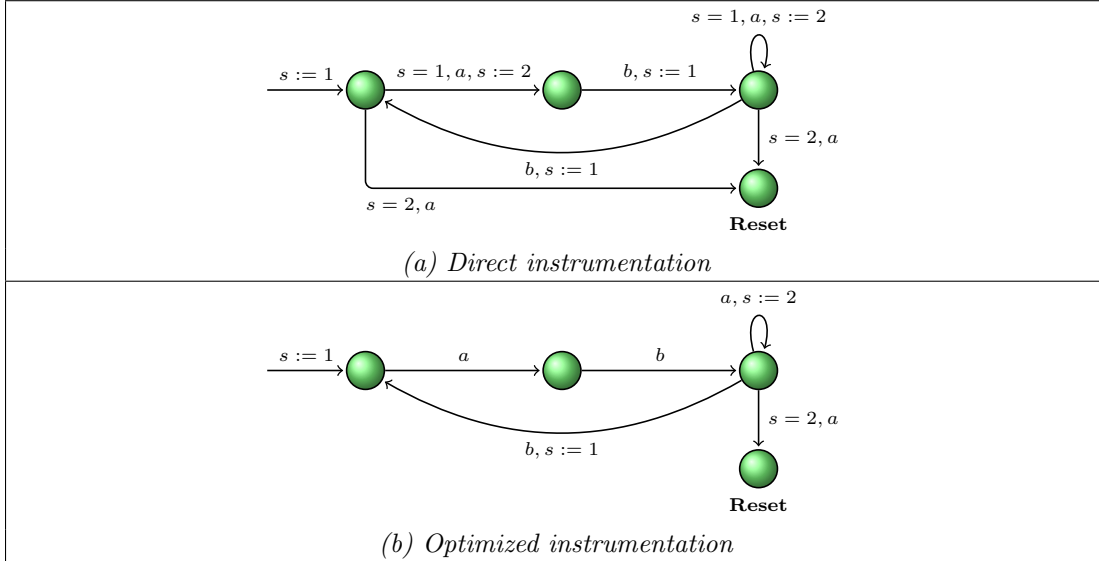 s = 1, a, s := 2
s := 1
s = 1, a, s := 2
b, s := 1
s = 2, a
b, s := 1
s = 2, a
Reset
(a) Direct instrumentation
a, s := 2
s := 1
a
b
s = 2, a
b, s := 1
Reset
(b) Optimized instrumentation